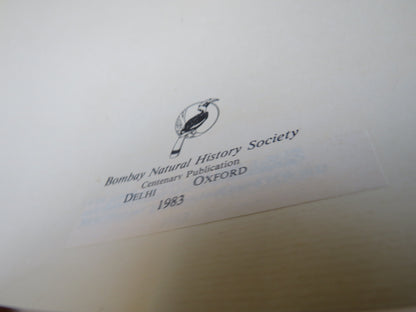 Bombay Natural History Society
Centenary Publication
DELHI OXFORD
1983